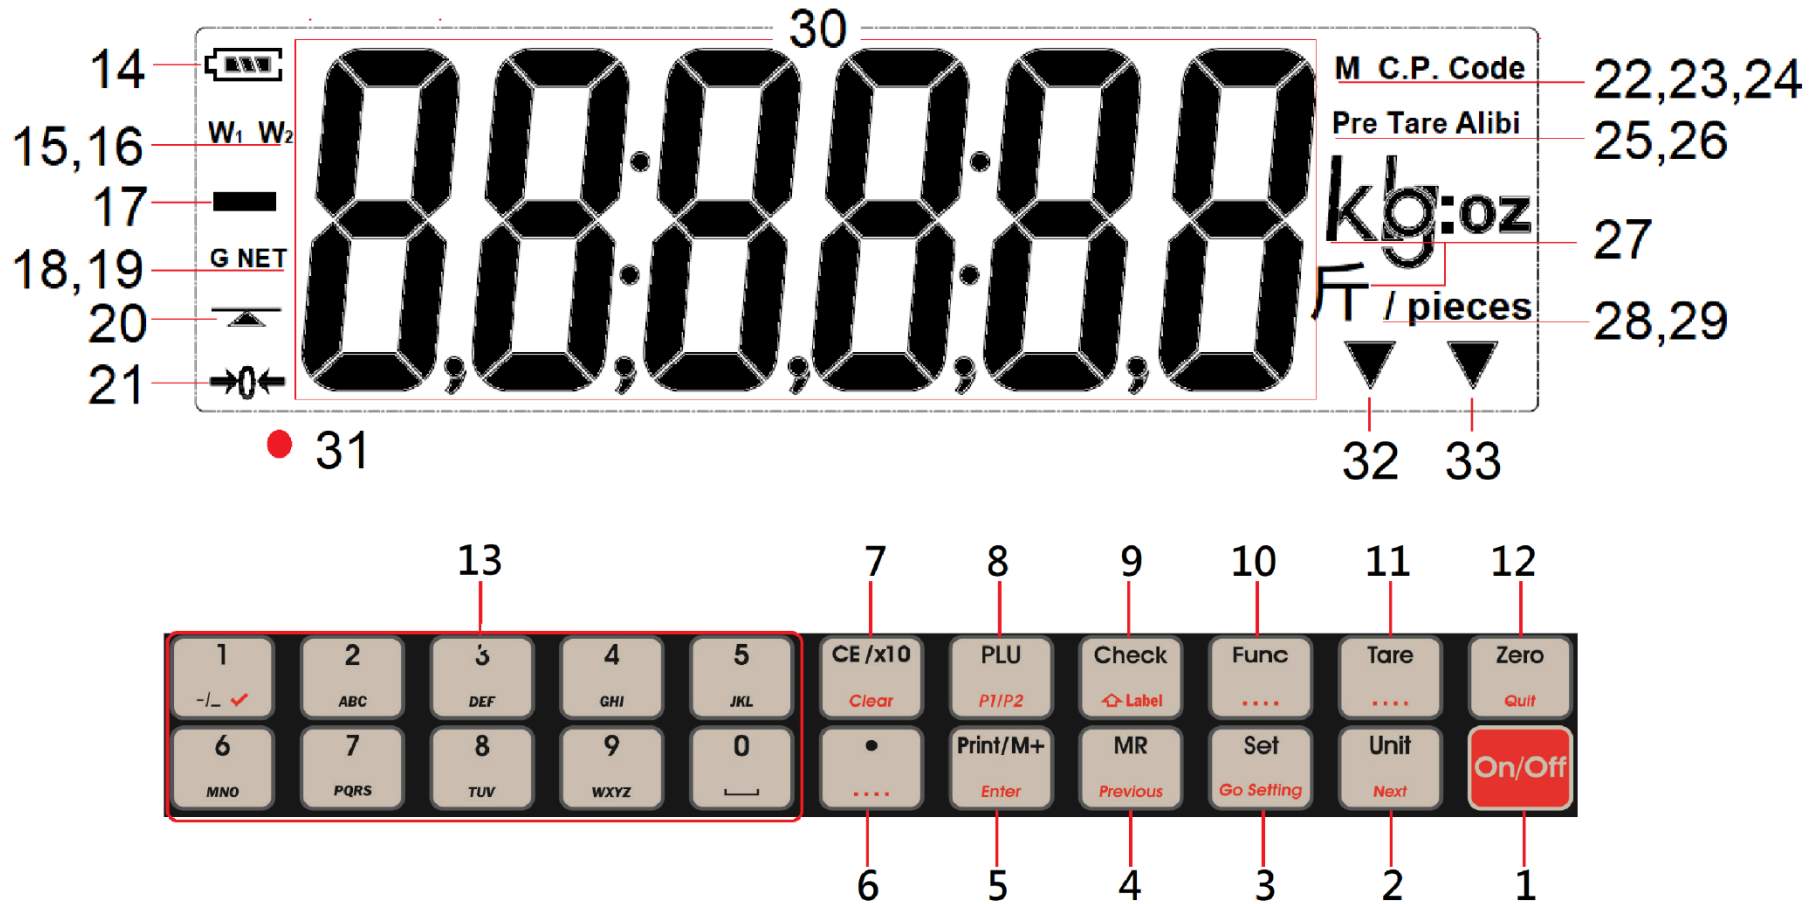 30
14
M C.P. Code
22,23,24
15,16
W1 W2
Pre Tare Alibi
25,26
17
kg:oz
27
18,19
G NET
斤 / pieces
28,29
20
21
88:88:88
31
32
33
13
7
8
9
10
11
12
1
2
3
4
5
CE/x10
PLU
Check
Func
Tare
Zero
-/_ ✓
ABC
DEF
GHI
JKL
Clear
P1/P2
Label
....
....
Quit
6
7
8
9
0
•
Print/M+
MR
Set
Unit
On/Off
MNO
PQRS
TUV
WXYZ
....
Enter
Previous
Go Setting
Next
6
5
4
3
2
1